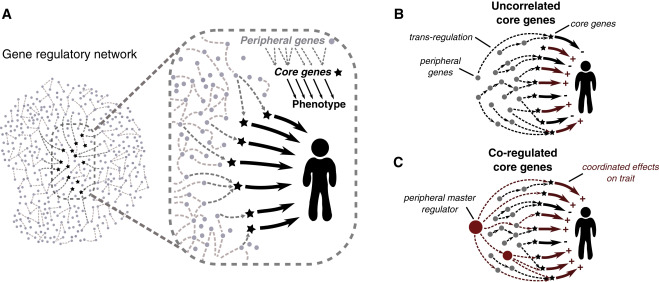 A
Gene regulatory network
Peripheral genes
Core genes
Phenotype
B
Uncorrelated
core genes
core genes
trans-regulation
peripheral
genes
-
+
-
+
+
-
+
+
C
Co-regulated
core genes
coordinated effects
on trait
peripheral master
regulator
+
-
+
+
-
+
+